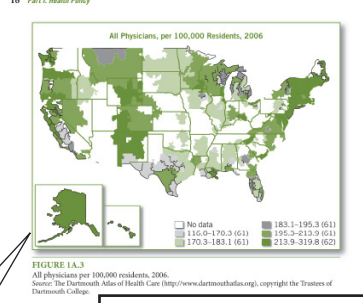 16 Part I. Health Policy
All Physicians, per 100,000 Residents, 2006
No data
116.0–170.3 (61)
170.3–183.1 (61)
183.1–195.3 (61)
195.3–213.9 (61)
213.9–319.8 (62)
FIGURE 1A.3
All physicians per 100,000 residents, 2006.
Source: The Dartmouth Atlas of Health Care (http://www.dartmouthatlas.org), copyright the Trustees of
Dartmouth College.